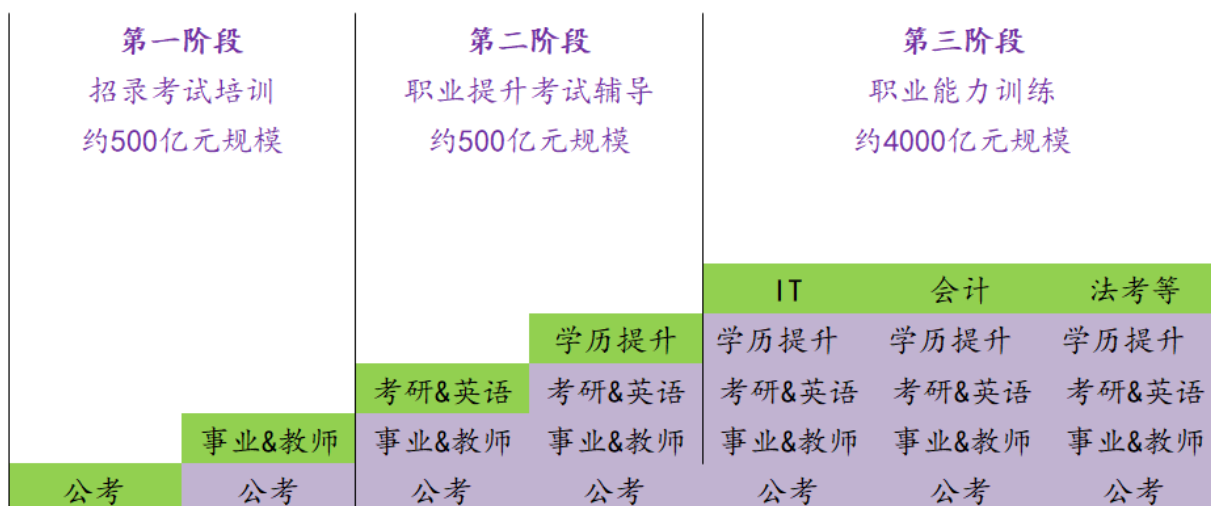 第一阶段 第二阶段 第三阶段
招录考试培训 职业提升考试辅导 职业能力训练
约500亿元规模 约500亿元规模 约4000亿元规模
IT 会计 法考等
学历提升 学历提升 学历提升 学历提升
考研&英语 考研&英语 考研&英语 考研&英语 考研&英语
事业&教师 事业&教师 事业&教师 事业&教师 事业&教师 事业&教师
公考 公考 公考 公考 公考 公考 公考